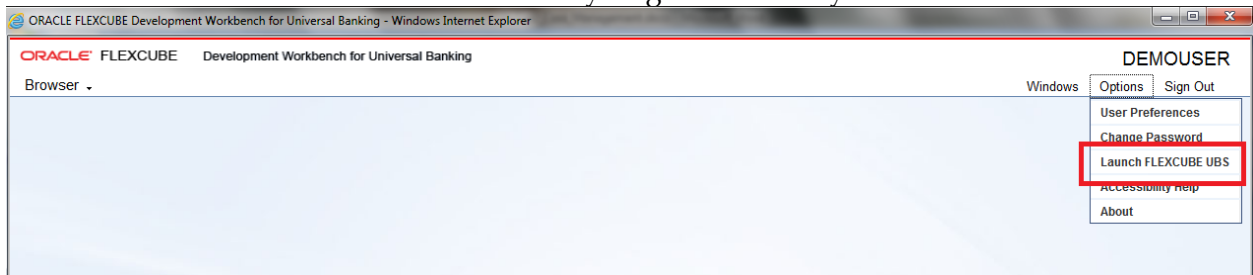 ORACLE FLEXCUBE Development Workbench for Universal Banking - Windows Internet Explorer
ORACLE FLEXCUBE Development Workbench for Universal Banking DEMOUSER
Browser Windows Options Sign Out
User Preferences
Change Password
Launch FLEXCUBE UBS
Accessibility Help
About